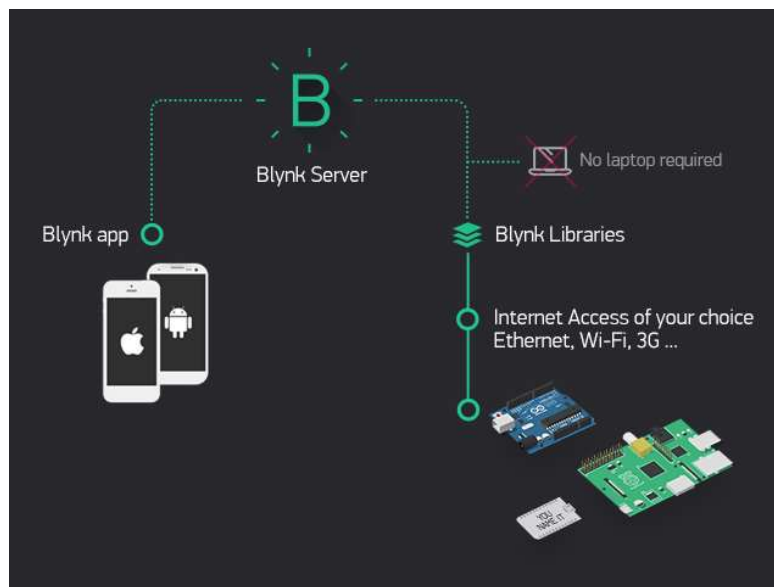 B
Blynk Server
No laptop required
Blynk app
Blynk Libraries
Internet Access of your choice
Ethernet, Wi-Fi, 3G ...
YOU
NAME IT